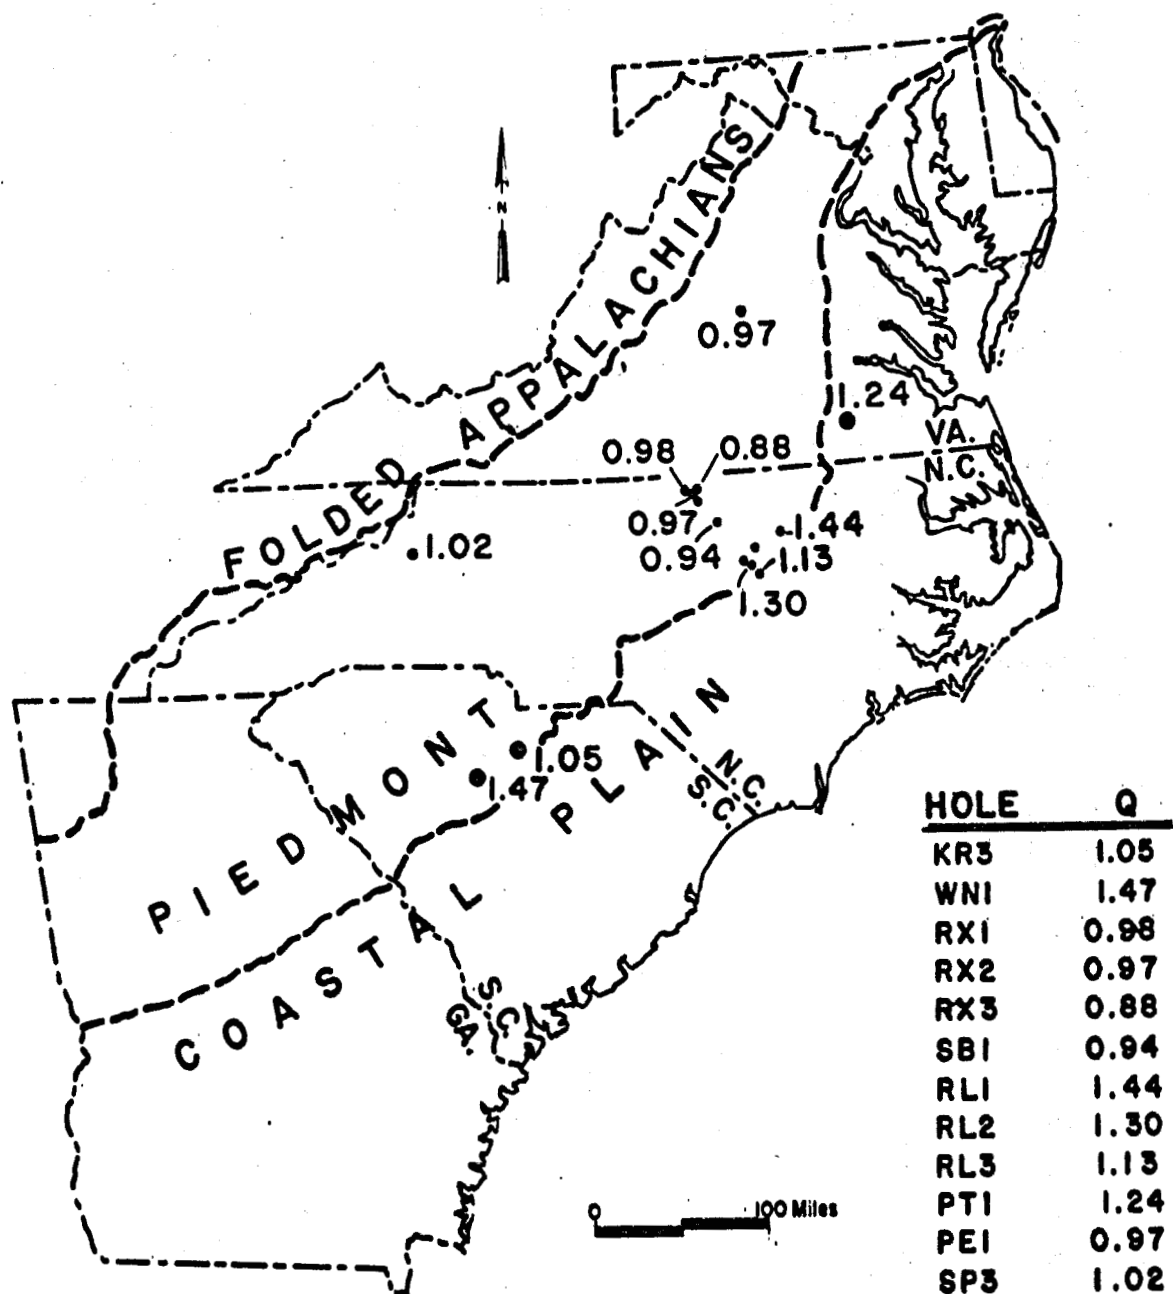 N
FOLDED APPALACHIANS
0.97
1.24
VA.
N.C.
0.98
0.88
0.97
0.94
1.44
1.13
1.30
1.02
PIEDMONT
1.05
1.47
COASTAL PLAIN
N.C.
S.C.
S.C.
GA.
0 100 Miles
HOLE Q
KR3 1.05
WN1 1.47
RX1 0.98
RX2 0.97
RX3 0.88
SB1 0.94
RL1 1.44
RL2 1.30
RL3 1.13
PT1 1.24
PE1 0.97
SP3 1.02